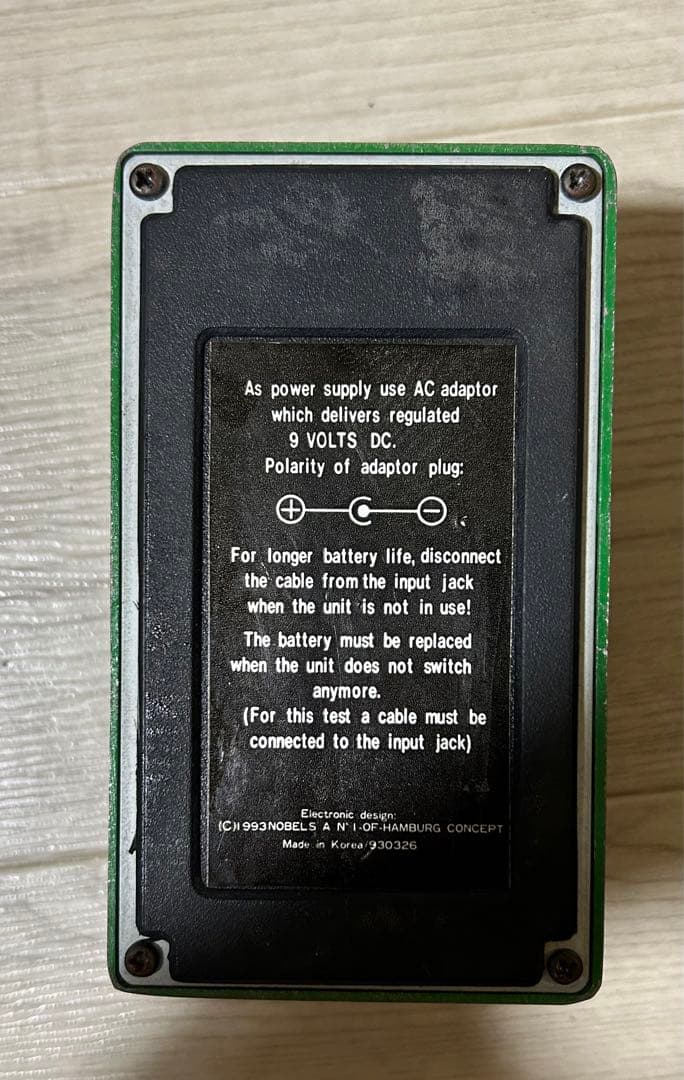 As power supply use AC adaptor
which delivers regulated
9 VOLTS DC.
Polarity of adaptor plug:
For longer battery life, disconnect
the cable from the input jack
when the unit is not in use!
The battery must be replaced
when the unit does not switch
anymore.
(For this test a cable must be
connected to the input jack)
Electronic design:
(C)1993NOBELS A N°1-OF-HAMBURG CONCEPT
Made in Korea/930326